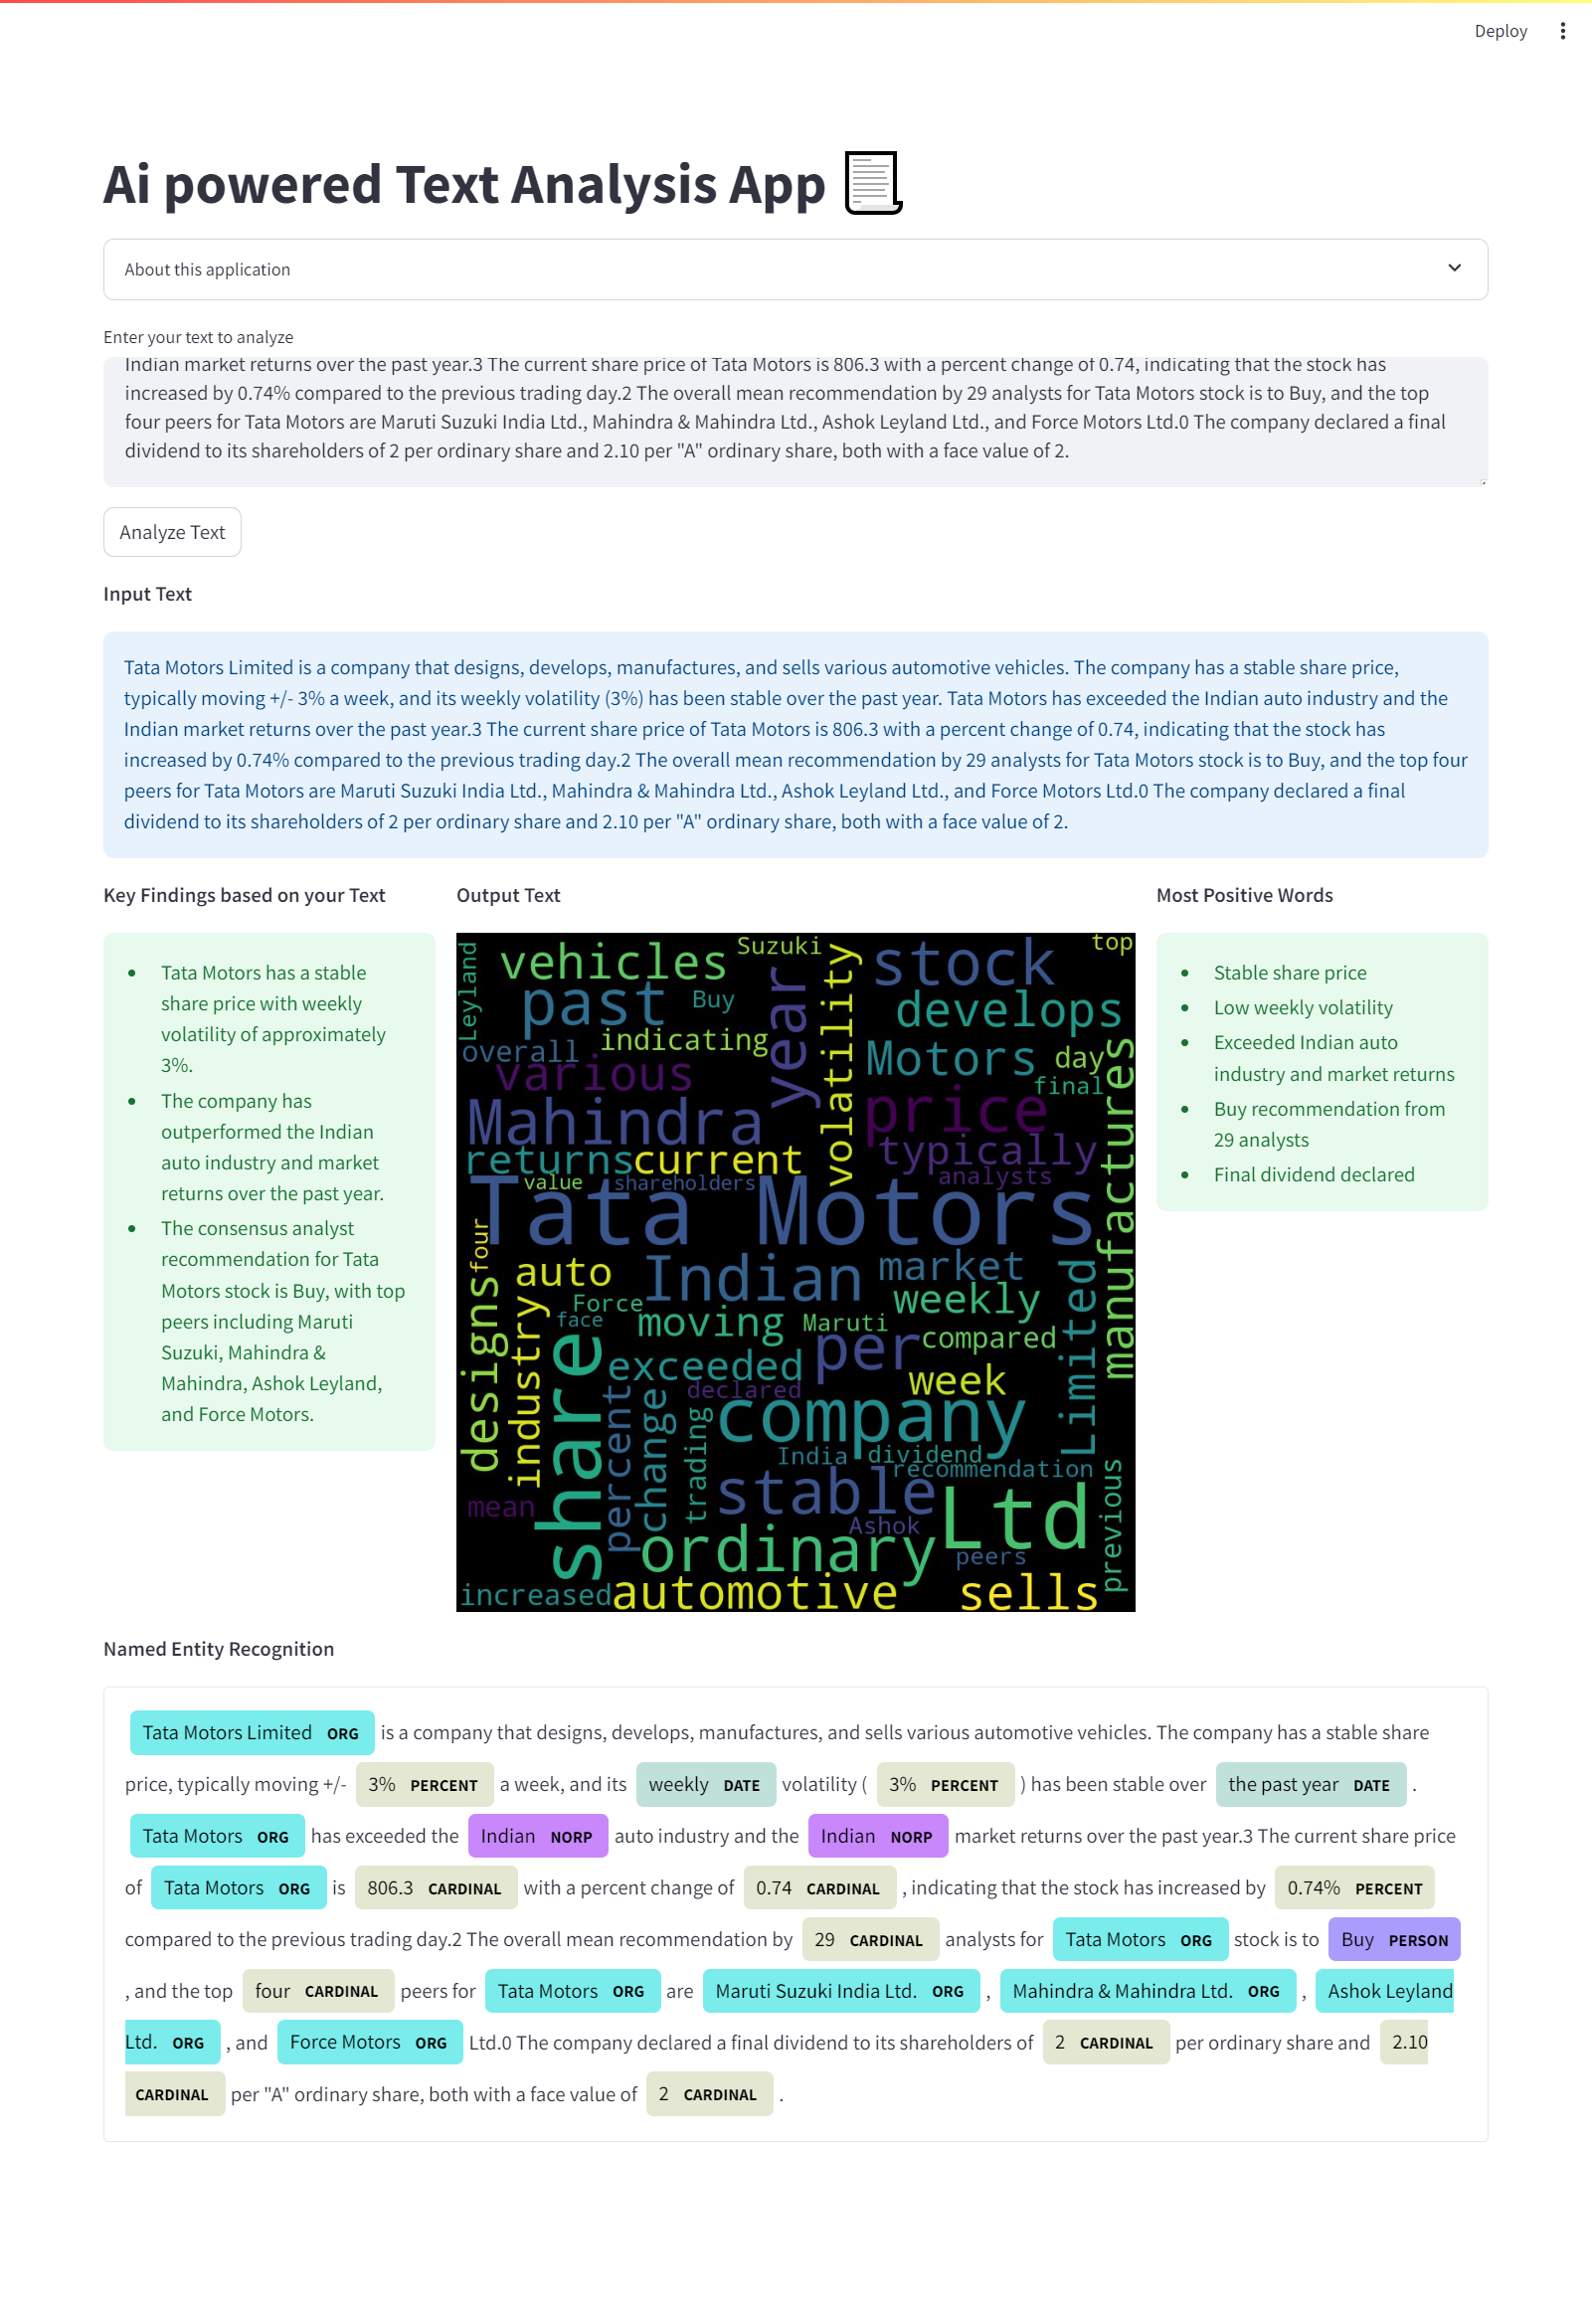 Deploy
Ai powered Text Analysis App
About this application
Enter your text to analyze
Indian market returns over the past year.3 The current share price of Tata Motors is 806.3 with a percent change of 0.74, indicating that the stock has
increased by 0.74% compared to the previous trading day.2 The overall mean recommendation by 29 analysts for Tata Motors stock is to Buy, and the top
four peers for Tata Motors are Maruti Suzuki India Ltd., Mahindra & Mahindra Ltd., Ashok Leyland Ltd., and Force Motors Ltd.0 The company declared a final
dividend to its shareholders of 2 per ordinary share and 2.10 per "A" ordinary share, both with a face value of 2.
Analyze Text
Input Text
Tata Motors Limited is a company that designs, develops, manufactures, and sells various automotive vehicles. The company has a stable share price,
typically moving +/- 3% a week, and its weekly volatility (3%) has been stable over the past year. Tata Motors has exceeded the Indian auto industry and the
Indian market returns over the past year.3 The current share price of Tata Motors is 806.3 with a percent change of 0.74, indicating that the stock has
increased by 0.74% compared to the previous trading day.2 The overall mean recommendation by 29 analysts for Tata Motors stock is to Buy, and the top four
peers for Tata Motors are Maruti Suzuki India Ltd., Mahindra & Mahindra Ltd., Ashok Leyland Ltd., and Force Motors Ltd.0 The company declared a final
dividend to its shareholders of 2 per ordinary share and 2.10 per "A" ordinary share, both with a face value of 2.
Key Findings based on your Text
Tata Motors has a stable
share price with weekly
volatility of approximately
3%.
The company has
outperformed the Indian
auto industry and market
returns over the past year.
The consensus analyst
recommendation for Tata
Motors stock is Buy, with top
peers including Maruti
Suzuki, Mahindra &
Mahindra, Ashok Leyland,
and Force Motors.
Output Text
Leyland
vehicles
Suzuki
stock
top
past
Buy
year
volatility
develops
overall
indicating
various
Motors
day
final
Mahindra
price
manufactures
returns
current
typically
value
shareholders
analysts
Tata Motors
four
auto
Indian
market
designs
industry
Force
face
moving
Maruti
weekly
Limited
share
exceeded
per
compared
declared
week
percent
change
trading
company
India
dividend
recommendation
mean
stable
Ashok
Ltd
previous
ordinary
peers
increased
automotive
sells
Most Positive Words
Stable share price
Low weekly volatility
Exceeded Indian auto
industry and market returns
Buy recommendation from
29 analysts
Final dividend declared
Named Entity Recognition
Tata Motors Limited ORG is a company that designs, develops, manufactures, and sells various automotive vehicles. The company has a stable share
price, typically moving +/- 3% PERCENT a week, and its weekly DATE volatility ( 3% PERCENT ) has been stable over the past year DATE .
Tata Motors ORG has exceeded the Indian NORP auto industry and the Indian NORP market returns over the past year.3 The current share price
of Tata Motors ORG is 806.3 CARDINAL with a percent change of 0.74 CARDINAL , indicating that the stock has increased by 0.74% PERCENT
compared to the previous trading day.2 The overall mean recommendation by 29 CARDINAL analysts for Tata Motors ORG stock is to Buy PERSON
, and the top four CARDINAL peers for Tata Motors ORG are Maruti Suzuki India Ltd. ORG , Mahindra & Mahindra Ltd. ORG , Ashok Leyland
Ltd. ORG , and Force Motors ORG Ltd.0 The company declared a final dividend to its shareholders of 2 CARDINAL per ordinary share and 2.10
CARDINAL per "A" ordinary share, both with a face value of 2 CARDINAL .